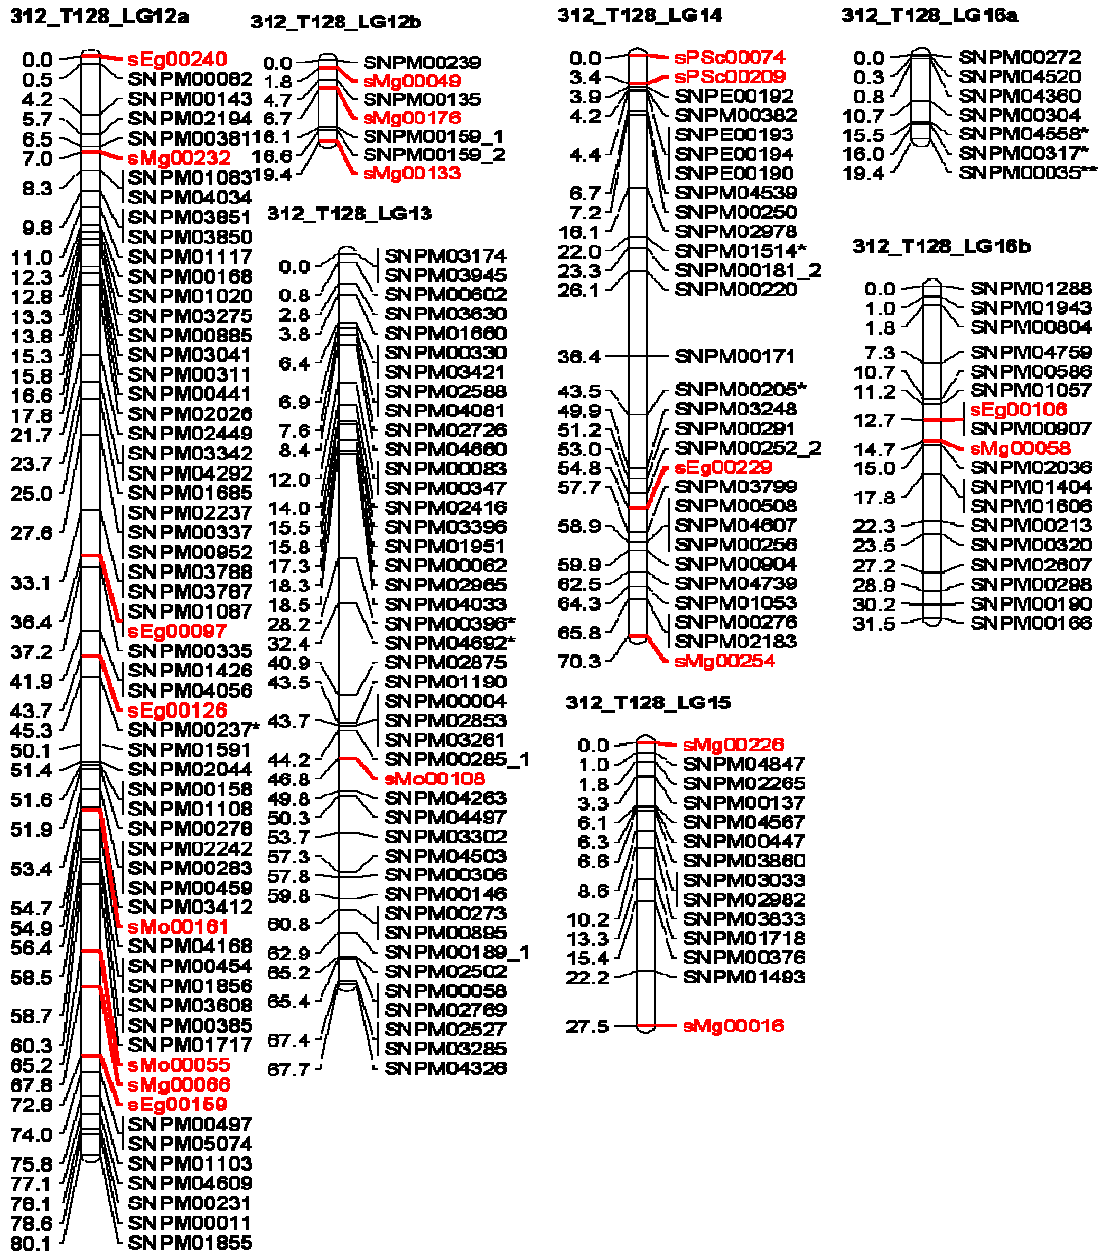 312_T128_LG12a
0.0 sEg00240
0.5 SNPM00062
4.2 SNPM00143
5.7 SNPM02194
6.5 SNPM00381
7.0 sMg00232
8.3 SNPM01063
SNPM04034
9.8 SNPM03851
SNPM03850
11.0 SNPM01117
12.3 SNPM00168
12.8 SNPM01020
13.3 SNPM03275
13.8 SNPM00885
15.3 SNPM03041
15.8 SNPM00311
16.6 SNPM00441
17.8 SNPM02026
21.7 SNPM02449
23.7 SNPM03342
SNPM04292
25.0 SNPM01685
27.6 SNPM02237
SNPM00337
SNPM00952
33.1 SNPM03788
SNPM03787
36.4 SNPM01087
sEg00097
37.2 SNPM00335
41.9 SNPM01426
SNPM04056
43.7 sEg00126
45.3 SNPM00237*
50.1 SNPM01591
51.4 SNPM02044
51.6 SNPM00158
SNPM01108
51.9 SNPM00278
53.4 SNPM02242
SNPM00283
SNPM00459
54.7 SNPM03412
54.9 sMo00161
56.4 SNPM04168
58.5 SNPM00454
SNPM01856
58.7 SNPM03608
SNPM00385
60.3 SNPM01717
65.2 sMo00055
67.8 sMg00066
72.8 sEg00159
74.0 SNPM00497
SNPM05074
75.8 SNPM01103
77.1 SNPM04609
78.1 SNPM00231
78.6 SNPM00011
80.1 SNPM01855
312_T128_LG12b
0.0 SNPM00239
1.8 sMg00049
4.7 SNPM00135
6.7 sMg00176
16.1 SNPM00159_1
16.6 SNPM00159_2
19.4 sMg00133
312_T128_LG13
0.0 SNPM03174
SNPM03945
0.8 SNPM00602
2.8 SNPM03630
3.8 SNPM01660
6.4 SNPM00330
SNPM03421
6.9 SNPM02588
SNPM04081
7.6 SNPM02726
8.4 SNPM04660
12.0 SNPM00083
SNPM00347
14.0 SNPM02416
15.5 SNPM03396
15.8 SNPM01951
17.3 SNPM00062
18.3 SNPM02965
18.5 SNPM04033
28.2 SNPM00396*
32.4 SNPM04692*
40.9 SNPM02875
43.5 SNPM01190
43.7 SNPM00004
SNPM02853
SNPM03261
44.2 SNPM00285_1
46.8 sMo00108
49.8 SNPM04263
50.3 SNPM04497
53.7 SNPM03302
57.3 SNPM04503
57.8 SNPM00306
59.8 SNPM00146
60.8 SNPM00273
SNPM00895
62.9 SNPM00189_1
65.2 SNPM02502
65.4 SNPM00058
SNPM02769
67.4 SNPM02527
SNPM03285
67.7 SNPM04326
312_T128_LG14
0.0 sPSc00074
3.4 sPSc00209
3.9 SNPE00192
4.2 SNPM00382
4.4 SNPE00193
SNPE00194
SNPE00190
6.7 SNPM04539
7.2 SNPM00250
16.1 SNPM02978
22.0 SNPM01514*
23.3 SNPM00181_2
26.1 SNPM00220
36.4 SNPM00171
43.5 SNPM00205*
49.9 SNPM03248
51.2 SNPM00291
53.0 SNPM00252_2
54.8 sEg00229
57.7 SNPM03799
58.9 SNPM00508
SNPM04607
SNPM00256
59.9 SNPM00904
62.5 SNPM04739
64.3 SNPM01053
65.8 SNPM00276
SNPM02183
70.3 sMg00254
312_T128_LG15
0.0 sMg00226
1.0 SNPM04847
1.8 SNPM02265
3.3 SNPM00137
6.1 SNPM04567
6.3 SNPM00447
6.6 SNPM03860
8.6 SNPM03033
SNPM02982
10.2 SNPM03633
13.3 SNPM01718
15.4 SNPM00376
22.2 SNPM01493
27.5 sMg00016
312_T128_LG16a
0.0 SNPM00272
0.3 SNPM04520
0.8 SNPM04360
10.7 SNPM00304
15.5 SNPM04558*
16.0 SNPM00317*
19.4 SNPM00035**
312_T128_LG16b
0.0 SNPM01288
1.0 SNPM01943
1.8 SNPM00804
7.3 SNPM04759
10.7 SNPM00586
11.2 SNPM01057
12.7 sEg00106
SNPM00907
14.7 sMg00058
15.0 SNPM02036
17.8 SNPM01404
SNPM01606
22.3 SNPM00213
23.5 SNPM00320
27.2 SNPM02607
28.9 SNPM00298
30.2 SNPM00190
31.5 SNPM00166